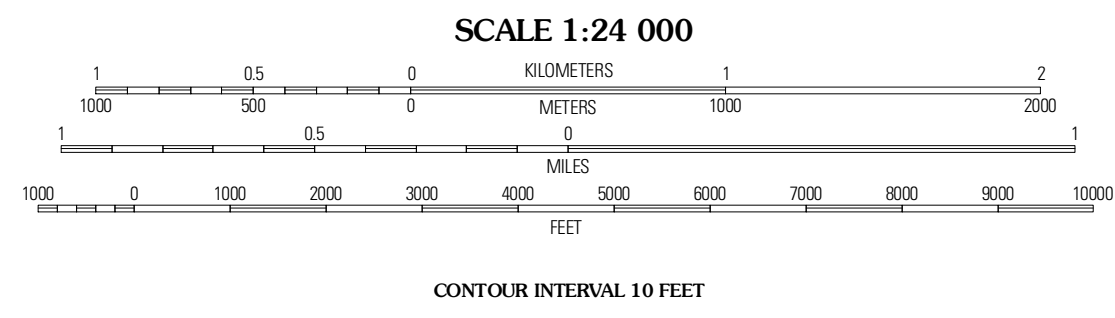 SCALE 1:24 000
1 0.5 0 KILOMETERS 1 2
1000 500 0 METERS 1000 2000
1 0.5 0 1
MILES
1000 0 1000 2000 3000 4000 5000 6000 7000 8000 9000 10000
FEET
CONTOUR INTERVAL 10 FEET